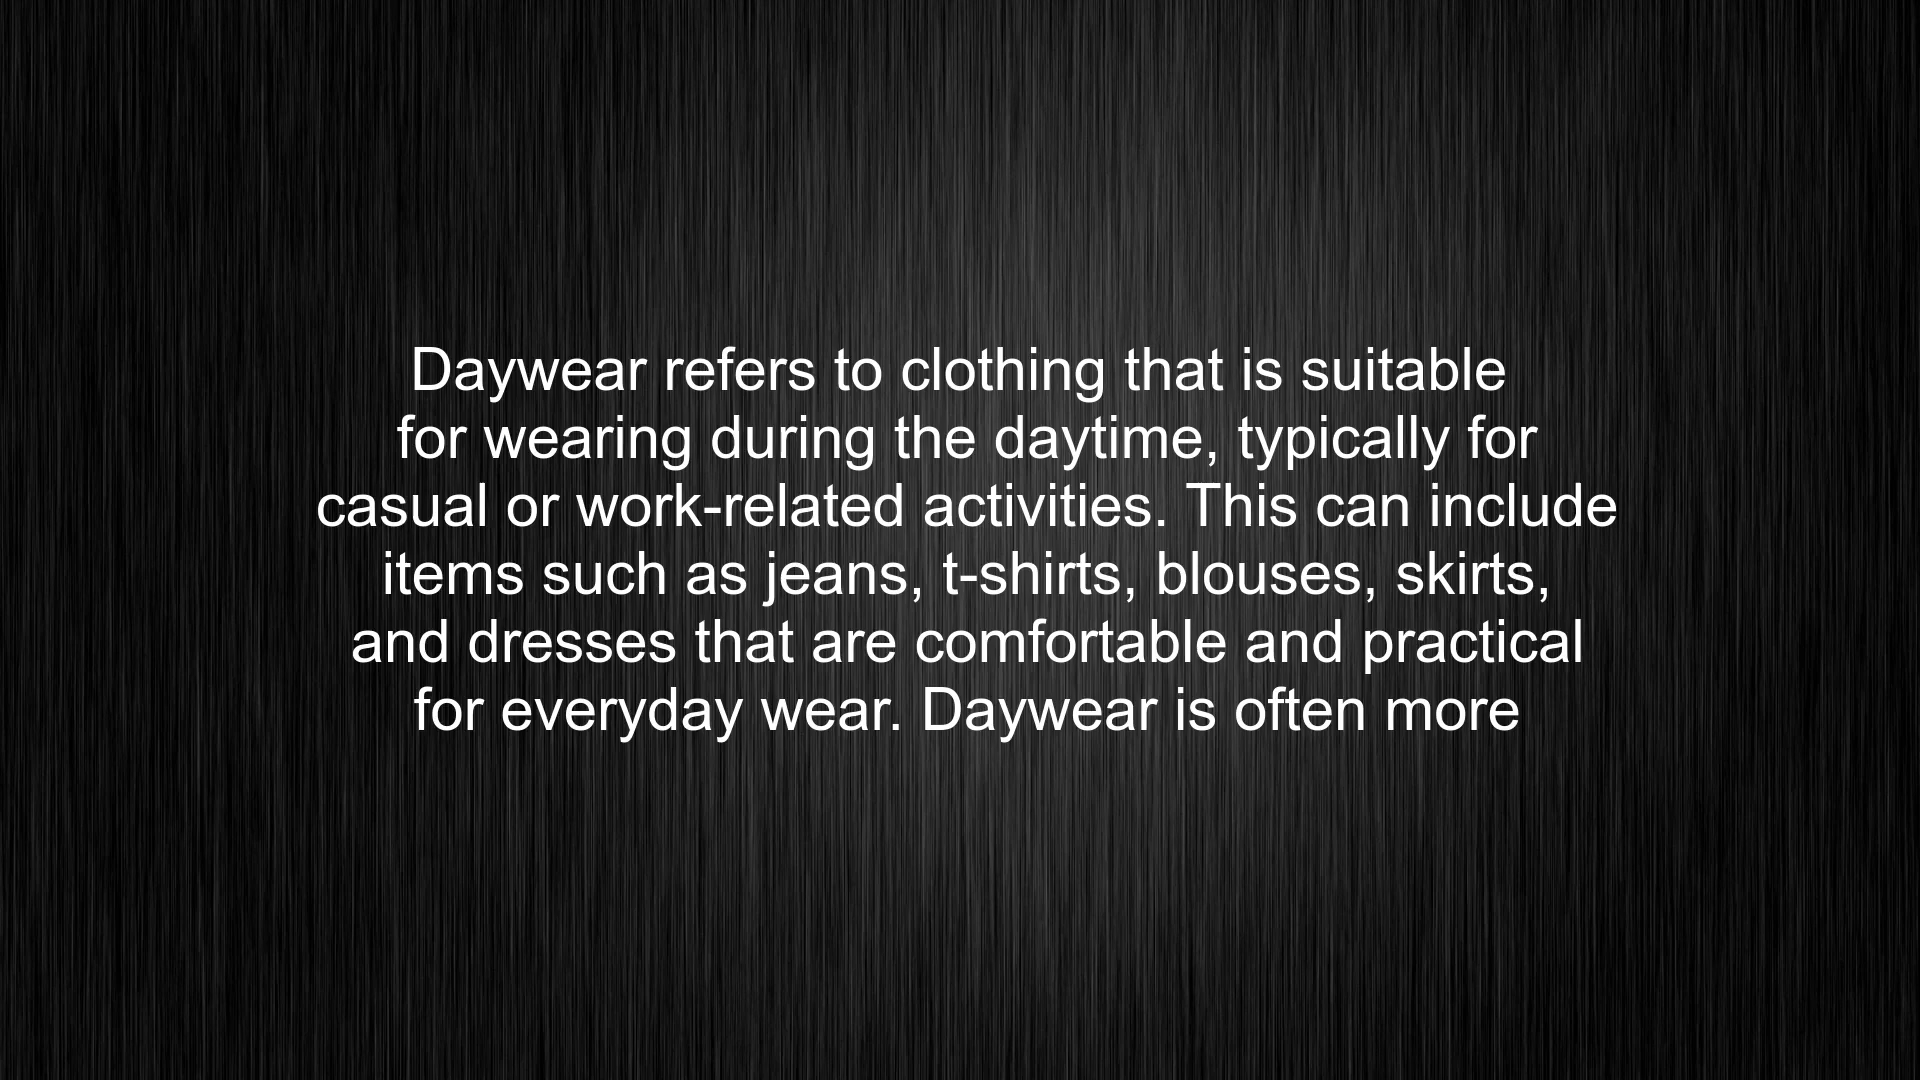 Daywear refers to clothing that is suitable
for wearing during the daytime, typically for
casual or work-related activities. This can include
items such as jeans, t-shirts, blouses, skirts,
and dresses that are comfortable and practical
for everyday wear. Daywear is often more